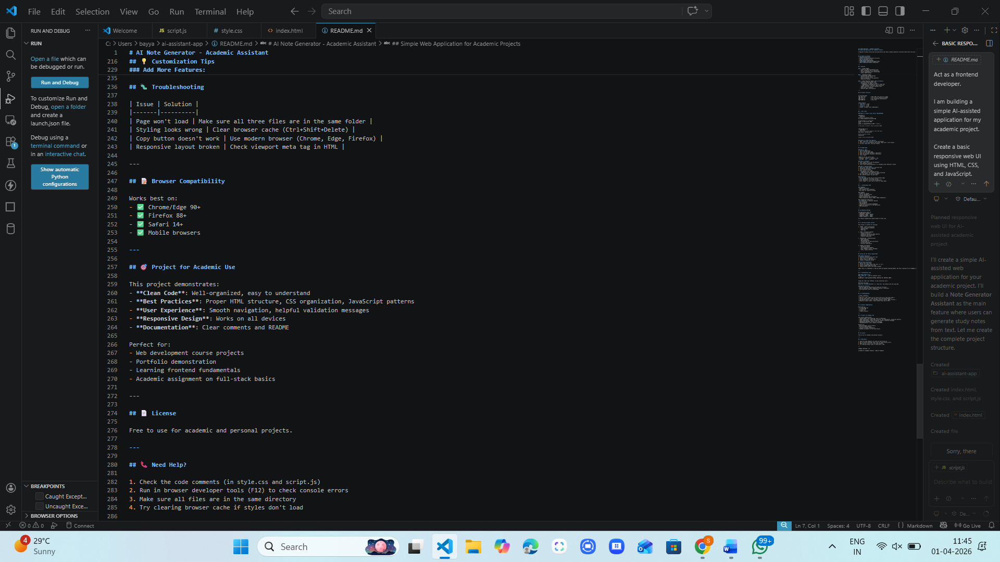 File Edit Selection View Go Run Terminal Help
Search
RUN AND DEBUG
RUN
Open a file which can
be debugged or run.
Run and Debug
To customize Run and
Debug, open a folder
and create a
launch.json file.
Debug using a
terminal command or
in an interactive chat.
Show automatic
Python
configurations
BREAKPOINTS
Caught Except...
Uncaught Exce...
BROWSER OPTIONS
Welcome
JS script.js
# style.css
<> index.html
README.md
C: > Users > bayya > ai-assistant-app > README.md > abc # AI Note Generator - Academic Assistant > abc ## Simple Web Application for Academic Projects
1 # AI Note Generator - Academic Assistant
216 ## 💡 Customization Tips
229 ### Add More Features:
235
236 ## 🐛 Troubleshooting
237
238 | Issue | Solution |
239 |-------|----------|
240 | Page won't load | Make sure all three files are in the same folder |
241 | Styling looks wrong | Clear browser cache (Ctrl+Shift+Delete) |
242 | Copy button doesn't work | Use modern browser (Chrome, Edge, Firefox) |
243 | Responsive layout broken | Check viewport meta tag in HTML |
244
245 ---
246
247 ## 📝 Browser Compatibility
248
249 Works best on:
250 - ✅ Chrome/Edge 90+
251 - ✅ Firefox 88+
252 - ✅ Safari 14+
253 - ✅ Mobile browsers
254
255 ---
256
257 ## 🎯 Project for Academic Use
258
259 This project demonstrates:
260 - **Clean Code**: Well-organized, easy to understand
261 - **Best Practices**: Proper HTML structure, CSS organization, JavaScript patterns
262 - **User Experience**: Smooth navigation, helpful validation messages
263 - **Responsive Design**: Works on all devices
264 - **Documentation**: Clear comments and README
265
266 Perfect for:
267 - Web development course projects
268 - Portfolio demonstration
269 - Learning frontend fundamentals
270 - Academic assignment on full-stack basics
271
272 ---
273
274 ## 📄 License
275
276 Free to use for academic and personal projects.
277
278 ---
279
280 ## 📞 Need Help?
281
282 1. Check the code comments (in style.css and script.js)
283 2. Run in browser developer tools (F12) to check console errors
284 3. Make sure all files are in the same directory
285 4. Try clearing browser cache if styles don't load
286
BASIC RESPO...
README.md
Act as a frontend
developer.
I am building a
simple AI-assisted
application for my
academic project.
Create a basic
responsive web UI
using HTML, CSS,
and JavaScript.
Defau...
Planned responsive
web UI for AI-
assisted academic
project
I'll create a simple AI-
assisted web
application for your
academic project. I'll
build a Note Generator
Assistant as the main
feature where users can
generate study notes
from text. Let me create
the complete project
structure.
Created
ai-assistant-app
Created index.html,
style.css, and script.js
Created <> index.html
Created file
Sorry, there
JS script.js
Describe what to build
De...
0 0 Connect
Ln 7, Col 1 Spaces: 4 UTF-8 CRLF { } Markdown Go Live
4 29°C
Sunny
Search
S
99+
ENG
IN
11:45
01-04-2026